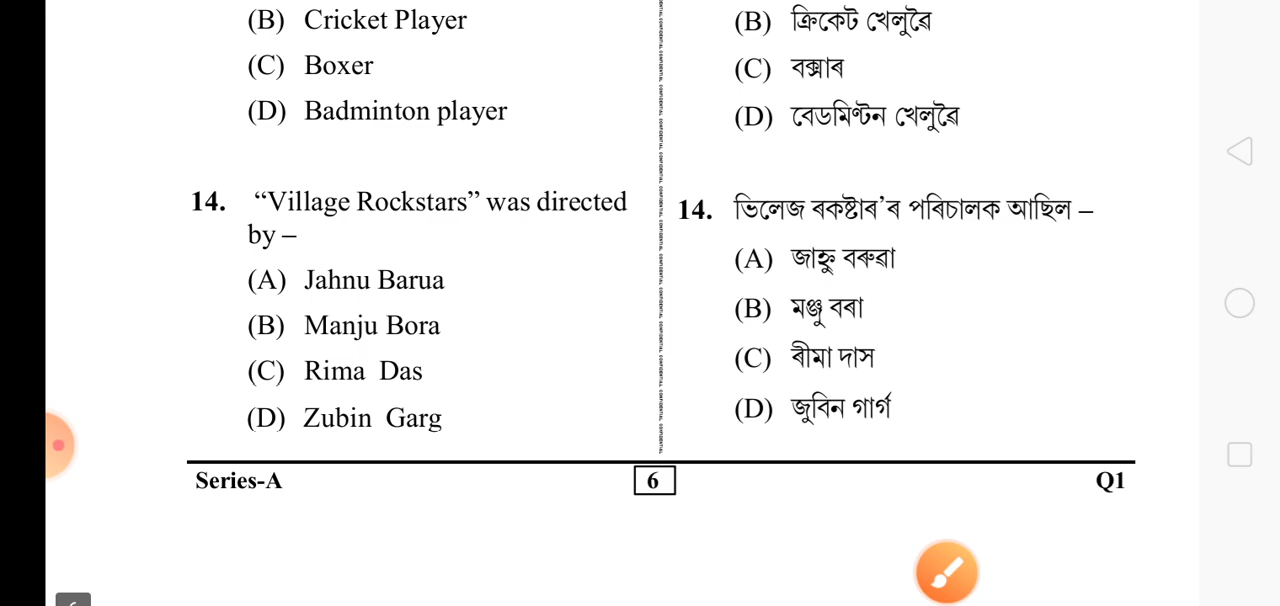 (B) Cricket Player
(C) Boxer
(D) Badminton player
14. “Village Rockstars” was directed
by –
(A) Jahnu Barua
(B) Manju Bora
(C) Rima Das
(D) Zubin Garg
(B) ক্ৰিকেট খেলুৱৈ
(C) বক্সাৰ
(D) বেডমিণ্টন খেলুৱৈ
14. ভিলেজ ৰকষ্টাৰ’ৰ পৰিচালক আছিল –
(A) জাহ্নু বৰুৱা
(B) মঞ্জু বৰা
(C) ৰীমা দাস
(D) জুবিন গাৰ্গ
Series-A
6
Q1